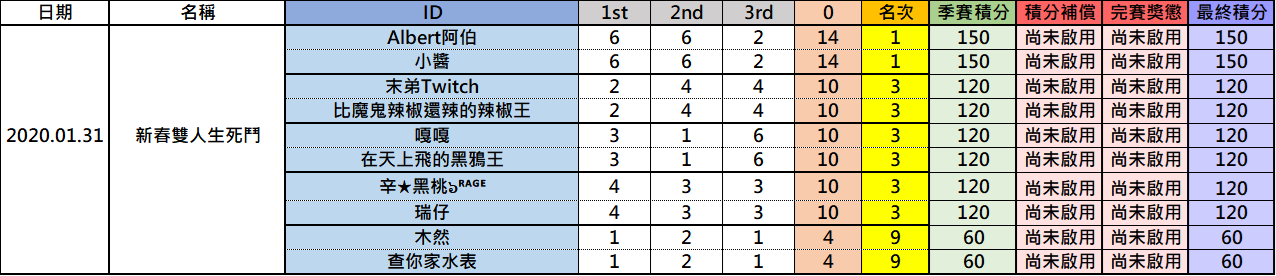 日期 名稱 ID 1st 2nd 3rd 0 名次 季賽積分 積分補償 完賽獎懲 最終積分
Albert阿伯 6 6 2 14 1 150 尚未啟用 尚未啟用 150
小醬 6 6 2 14 1 150 尚未啟用 尚未啟用 150
末弟Twitch 2 4 4 10 3 120 尚未啟用 尚未啟用 120
比魔鬼辣椒還辣的辣椒王 2 4 4 10 3 120 尚未啟用 尚未啟用 120
2020.01.31 新春雙人生死鬥 嘎嘎 3 1 6 10 3 120 尚未啟用 尚未啟用 120
在天上飛的黑鴉王 3 1 6 10 3 120 尚未啟用 尚未啟用 120
辛★黑桃ა ᴿᴬᴳᴱ 4 3 3 10 3 120 尚未啟用 尚未啟用 120
瑞仔 4 3 3 10 3 120 尚未啟用 尚未啟用 120
木然 1 2 1 4 9 60 尚未啟用 尚未啟用 60
查你家水表 1 2 1 4 9 60 尚未啟用 尚未啟用 60